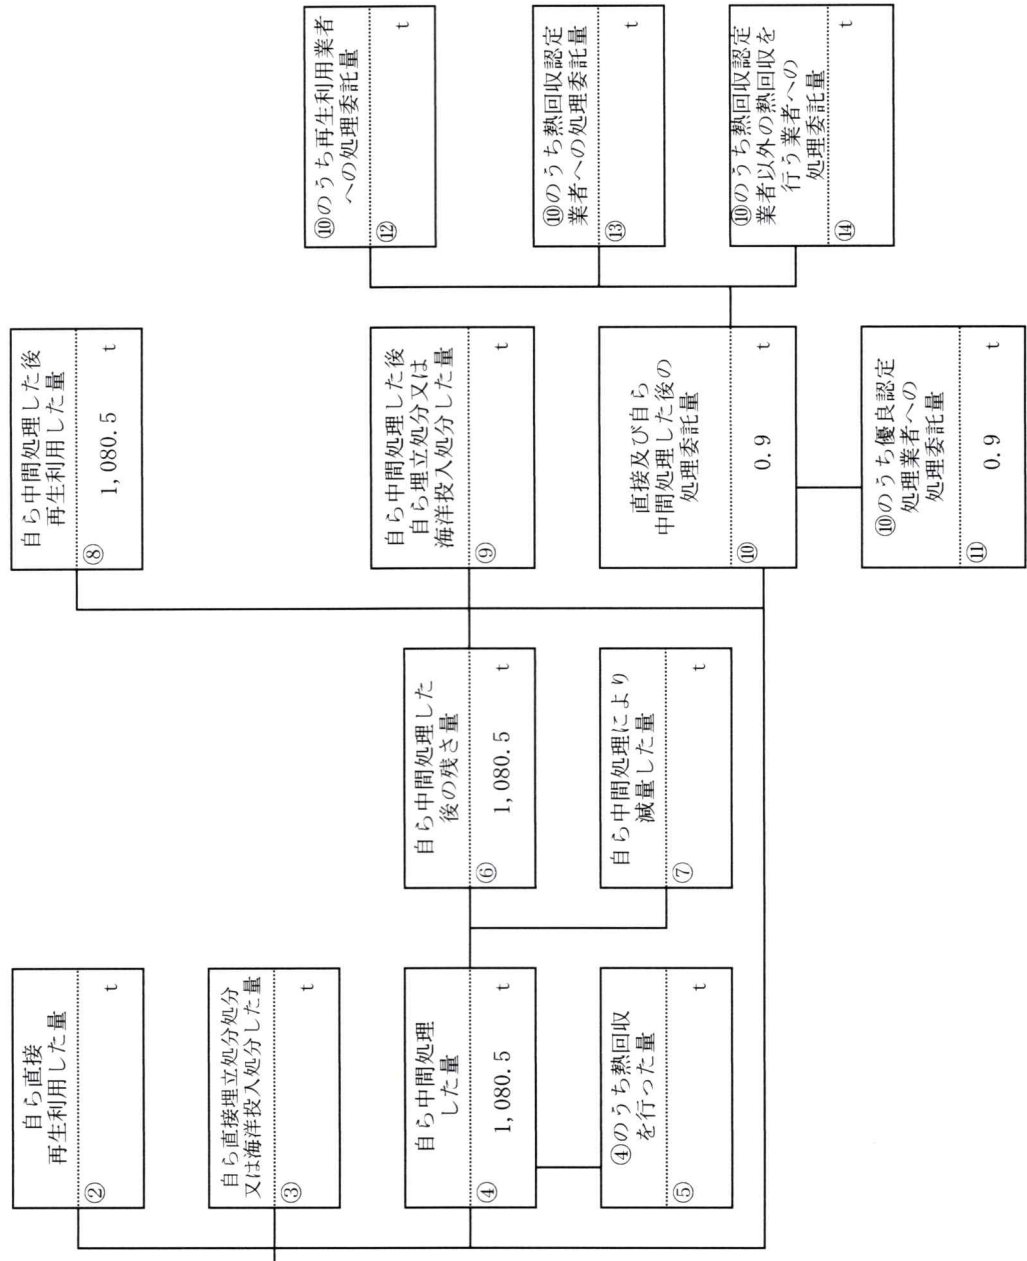 自ら直接
再生利用した量
② t
自ら直接埋立処分処分
又は海洋投入処分した量
③ t
自ら中間処理
した量
④ 1,080.5 t
④のうち熱回収
を行った量
⑤ t
自ら中間処理した
後の残さ量
⑥ 1,080.5 t
自ら中間処理により
減量した量
⑦ t
自ら中間処理した後
再生利用した量
⑧ 1,080.5 t
自ら中間処理した後
自ら埋立処分又は
海洋投入処分した量
⑨ t
直接及び自ら
中間処理した後の
処理委託量
⑩ 0.9 t
⑩のうち優良認定
処理業者への
処理委託量
⑪ 0.9 t
⑩のうち再生利用業者
への処理委託量
⑫ t
⑩のうち熱回収認定
業者への処理委託量
⑬ t
⑩のうち熱回収認定
業者以外の熱回収を
行う業者への
処理委託量
⑭ t